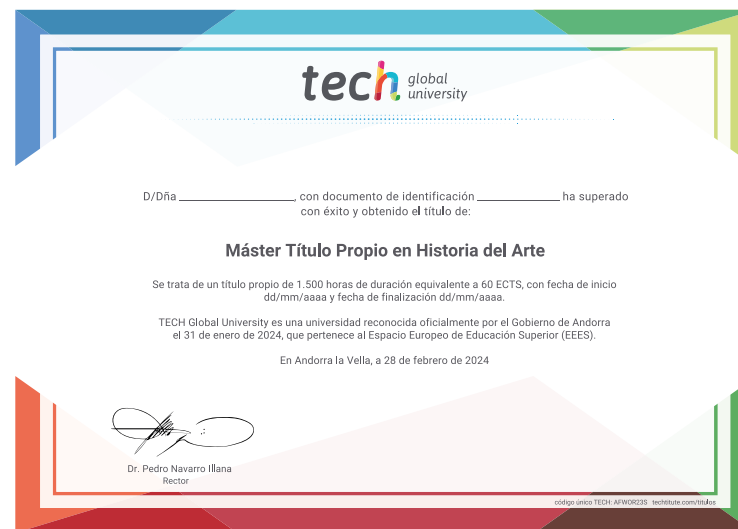 tech global university
D/Dña ____________________, con documento de identificación ______________ ha superado
con éxito y obtenido el título de:
Máster Título Propio en Historia del Arte
Se trata de un título propio de 1.500 horas de duración equivalente a 60 ECTS, con fecha de inicio
dd/mm/aaaa y fecha de finalización dd/mm/aaaa.
TECH Global University es una universidad reconocida oficialmente por el Gobierno de Andorra
el 31 de enero de 2024, que pertenece al Espacio Europeo de Educación Superior (EEES).
En Andorra la Vella, a 28 de febrero de 2024
Dr. Pedro Navarro Illana
Rector
código único TECH: AFWOR23S techtitute.com/titulos